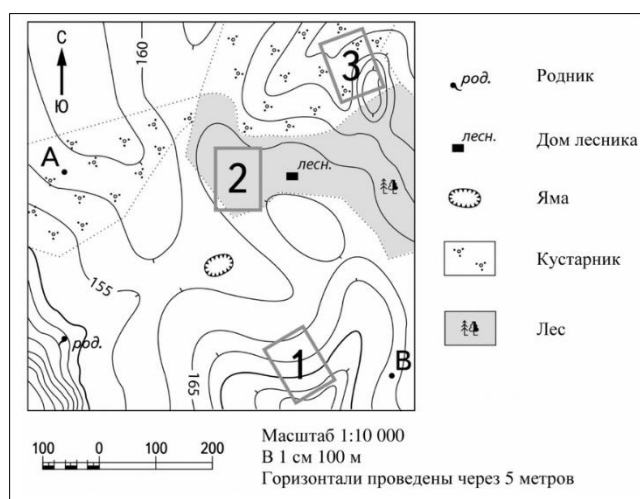 С
Ю
160
3
А
2
лесн.
155
род.
165
1
В
род. Родник
Дом лесника
лесн.
Яма
Кустарник
Лес
100 0 100 200
Масштаб 1:10 000
В 1 см 100 м
Горизонтали проведены через 5 метров